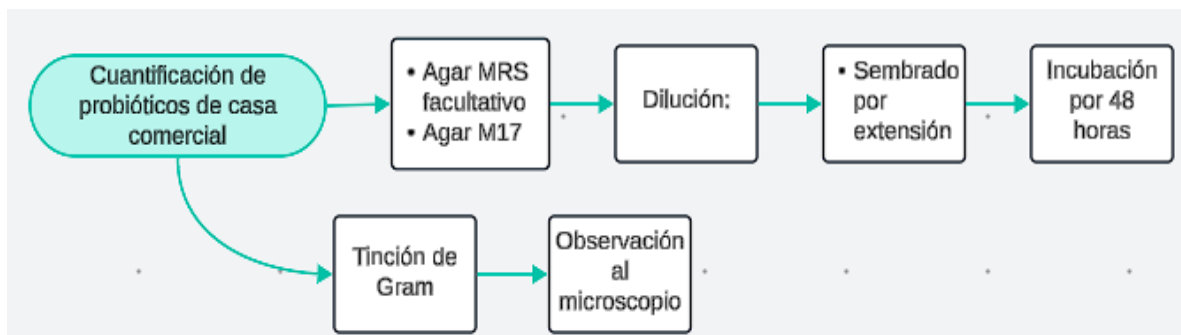 Cuantificación de
probióticos de casa
comercial
• Agar MRS
facultativo
• Agar M17
Dilución:
• Sembrado
por
extensión
Incubación
por 48
horas
Tinción de
Gram
Observación
al
microscopio